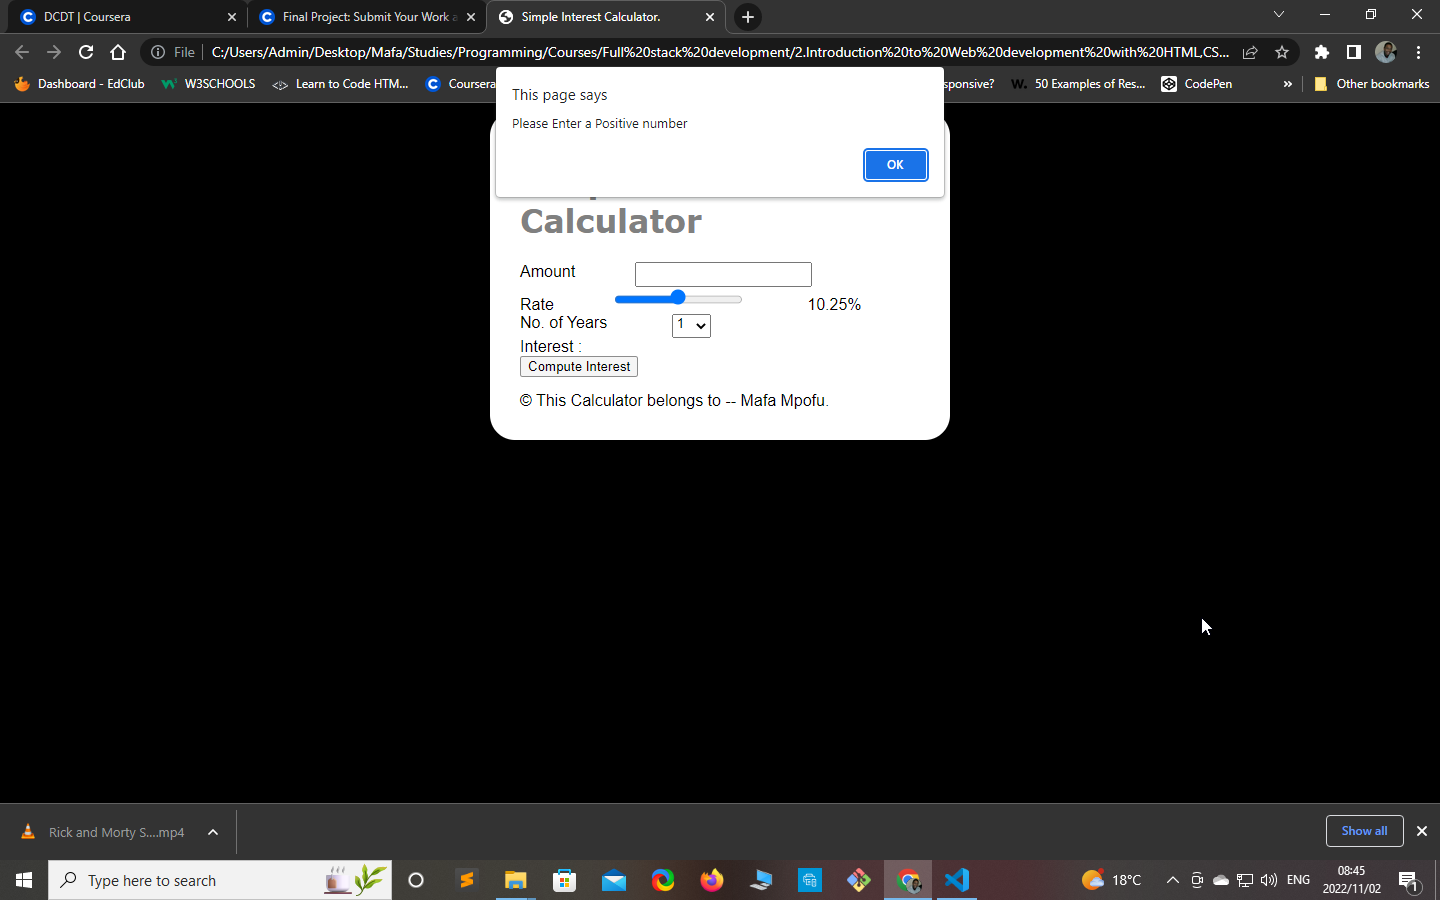 DCDT | Coursera
Final Project: Submit Your Work a
Simple Interest Calculator.
File
C:/Users/Admin/Desktop/Mafa/Studies/Programming/Courses/Full%20stack%20development/2.Introduction%20to%20Web%20development%20with%20HTML,CS...
Dashboard - EdClub
W3SCHOOLS
Learn to Code HTM...
Coursera
sponsive?
50 Examples of Res...
CodePen
»
Other bookmarks
This page says
Please Enter a Positive number
OK
Calculator
Amount
Rate
10.25%
No. of Years
1
Interest :
Compute Interest
© This Calculator belongs to -- Mafa Mpofu.
Rick and Morty S....mp4
Show all
Type here to search
18°C
ENG
08:45
2022/11/02
1